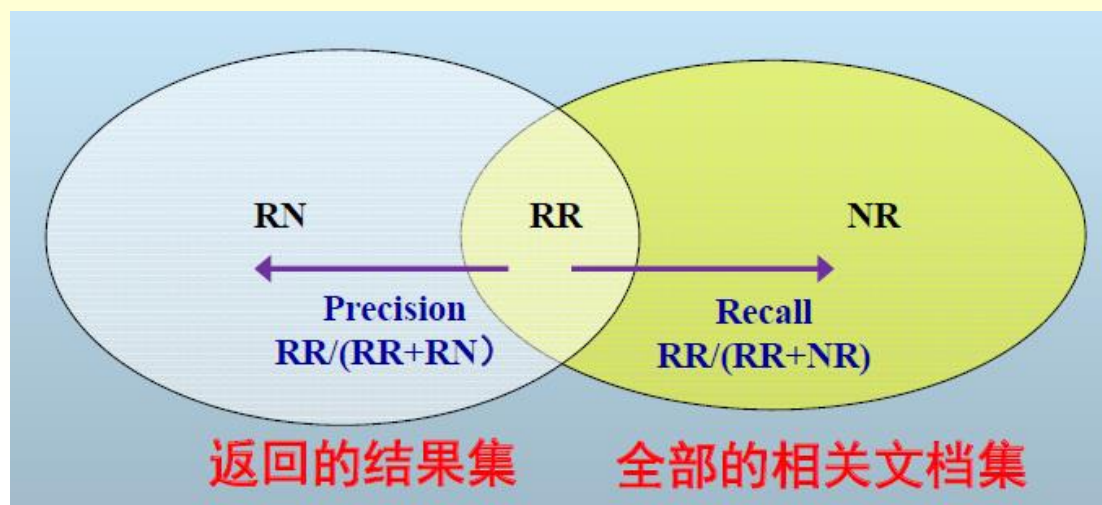 RN
RR
NR
Precision
RR/(RR+RN）
Recall
RR/(RR+NR)
返回的结果集
全部的相关文档集